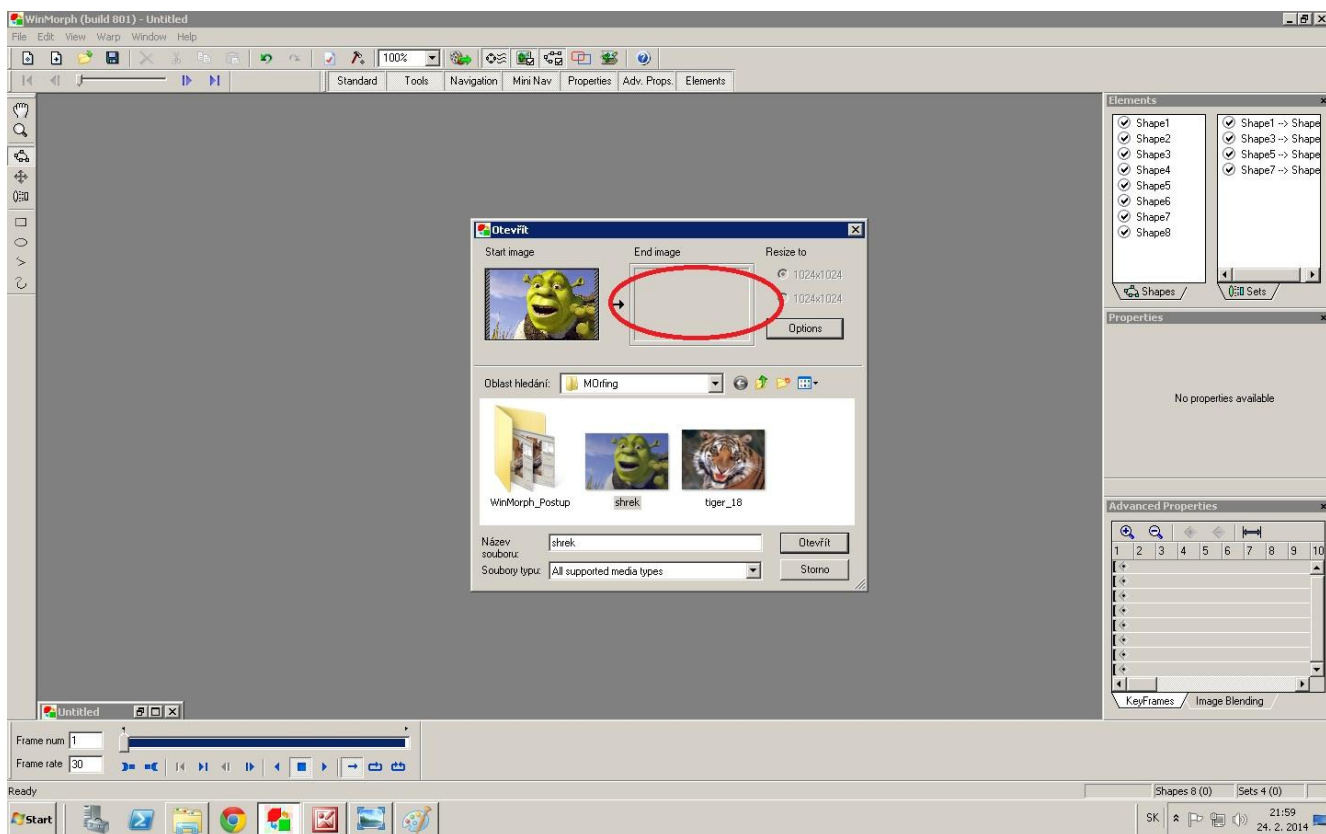 WinMorph (build 801) - Untitled
File Edit View Warp Window Help
100%
Standard Tools Navigation Mini Nav Properties Adv. Props. Elements
Elements
Shape1
Shape2
Shape3
Shape4
Shape5
Shape6
Shape7
Shape8
Shapes
Shape1 --> Shape
Shape3 --> Shape
Shape5 --> Shape
Shape7 --> Shape
Sets
Otevřít
Start image End image Resize to
1024x1024
1024x1024
Options
Oblast hledání: MOrfing
WinMorph_Postup shrek tiger_18
Název souboru: shrek Otevřít
Soubory typu: All supported media types Storno
Properties
No properties available
Advanced Properties
1 2 3 4 5 6 7 8 9 10
KeyFrames Image Blending
Untitled
Frame num 1
Frame rate 30
Ready Shapes 8 (0) Sets 4 (0)
Start SK 21:59
24. 2. 2014